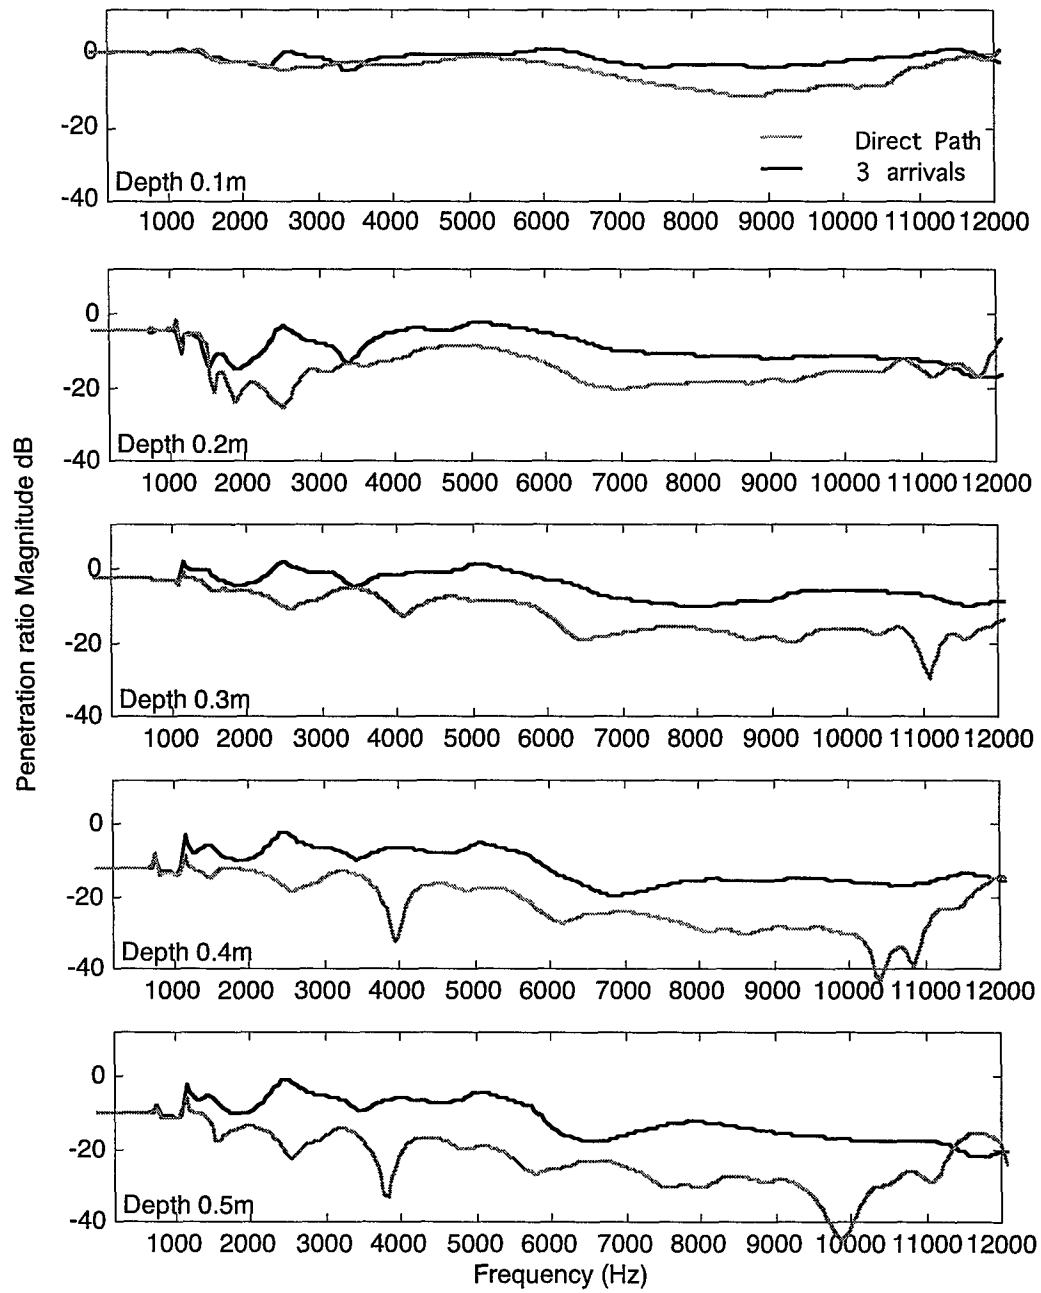 0
-20
-40
Direct Path
3 arrivals
Depth 0.1m
1000 2000 3000 4000 5000 6000 7000 8000 9000 10000 11000 12000
0
-20
-40
Depth 0.2m
1000 2000 3000 4000 5000 6000 7000 8000 9000 10000 11000 12000
Penetration ratio Magnitude dB
0
-20
-40
Depth 0.3m
1000 2000 3000 4000 5000 6000 7000 8000 9000 10000 11000 12000
0
-20
-40
Depth 0.4m
1000 2000 3000 4000 5000 6000 7000 8000 9000 10000 11000 12000
0
-20
-40
Depth 0.5m
1000 2000 3000 4000 5000 6000 7000 8000 9000 10000 11000 12000
Frequency (Hz)